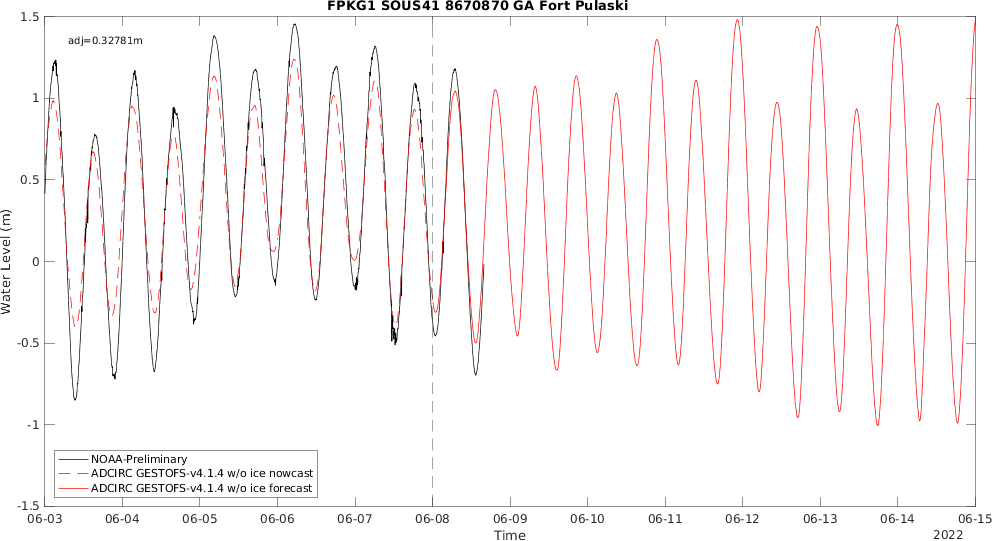 FPKG1 SOUS41 8670870 GA Fort Pulaski
adj=0.32781m
1.5
1
0.5
0
-0.5
-1
-1.5
Water Level (m)
NOAA-Preliminary
ADCIRC GESTOFS-v4.1.4 w/o ice nowcast
ADCIRC GESTOFS-v4.1.4 w/o ice forecast
06-03 06-04 06-05 06-06 06-07 06-08 06-09 06-10 06-11 06-12 06-13 06-14 06-15
Time
2022